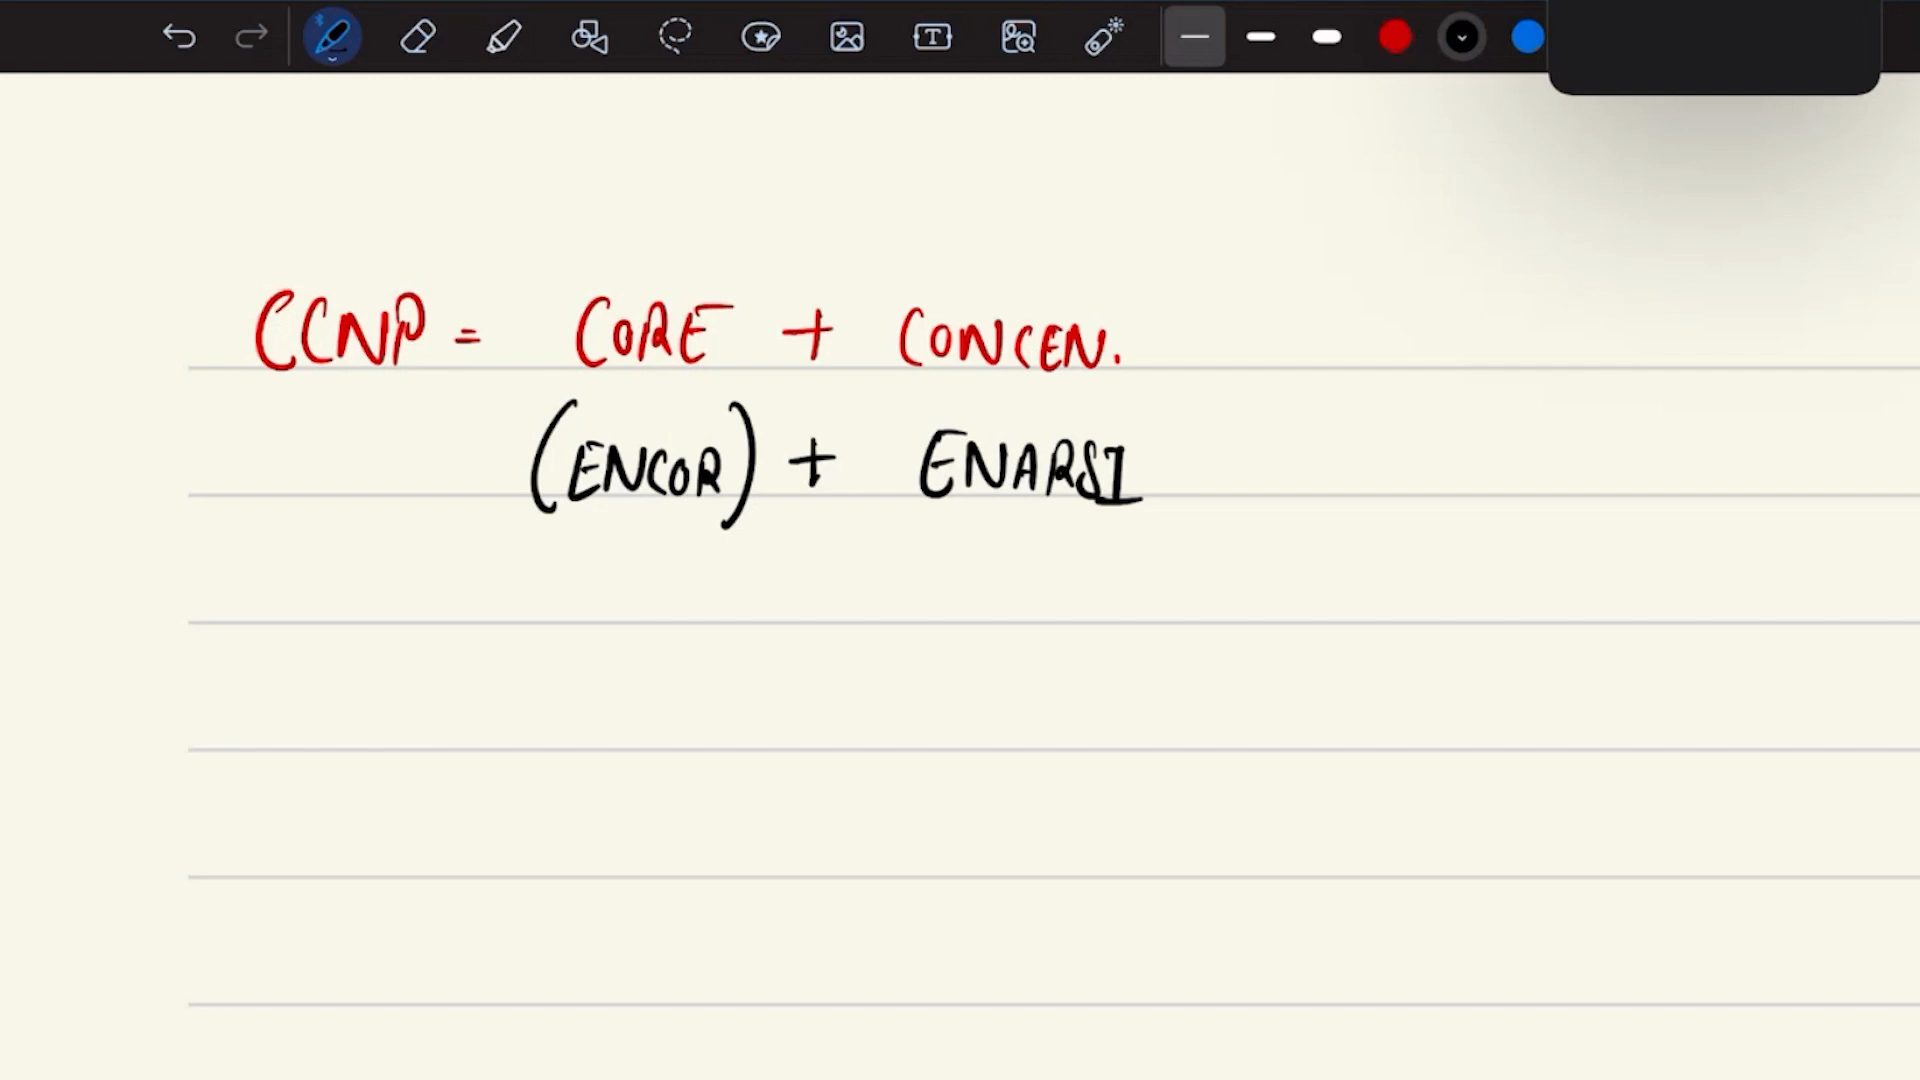 CCNP = CORE + CONCEN.
(ENCOR) + ENARSI